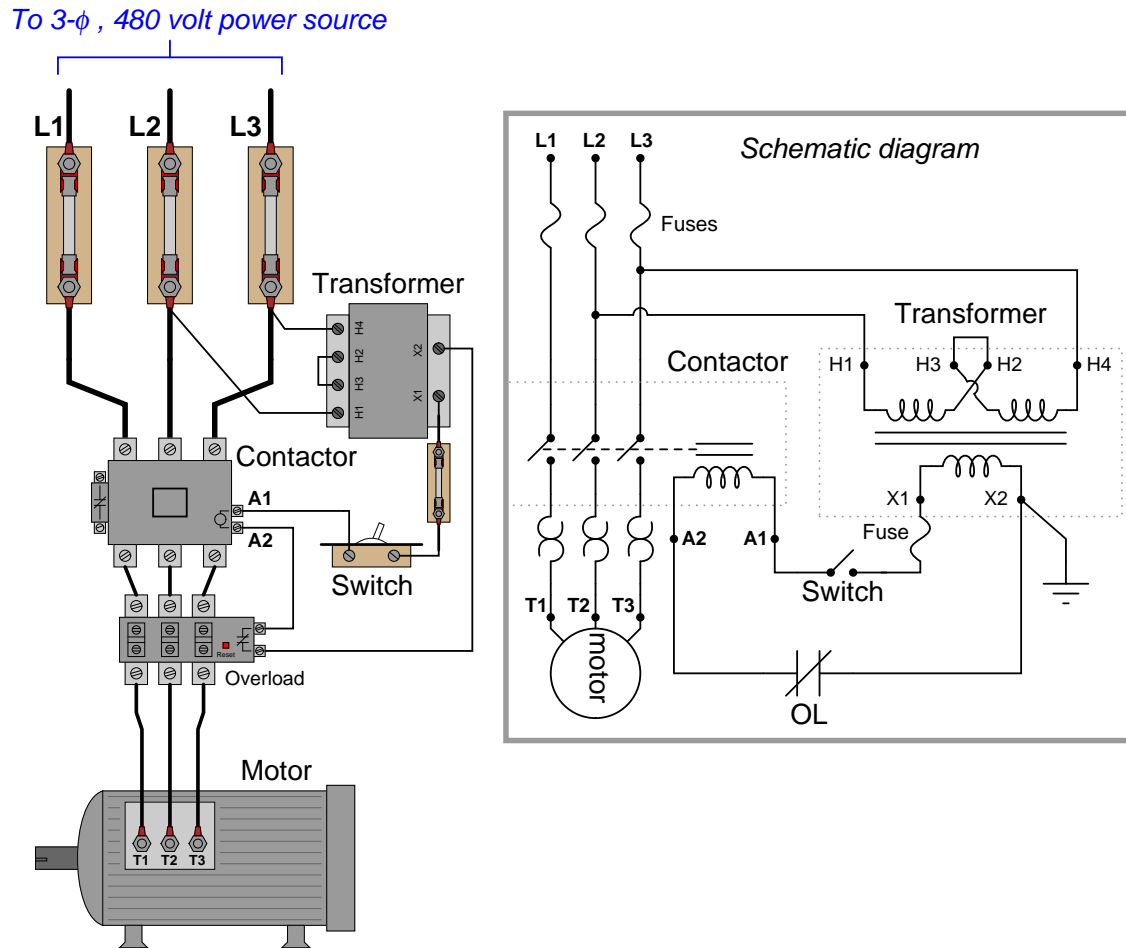 To 3-ϕ , 480 volt power source
L1 L2 L3
Transformer
H4
H2
H3
H1
X2
X1
Contactor
A1
A2
Switch
Reset
Overload
Motor
T1 T2 T3
Schematic diagram
L1 L2 L3
Fuses
Transformer
Contactor
H1 H3 H2 H4
X1 X2
Fuse
A2 A1
Switch
T1 T2 T3
motor
OL